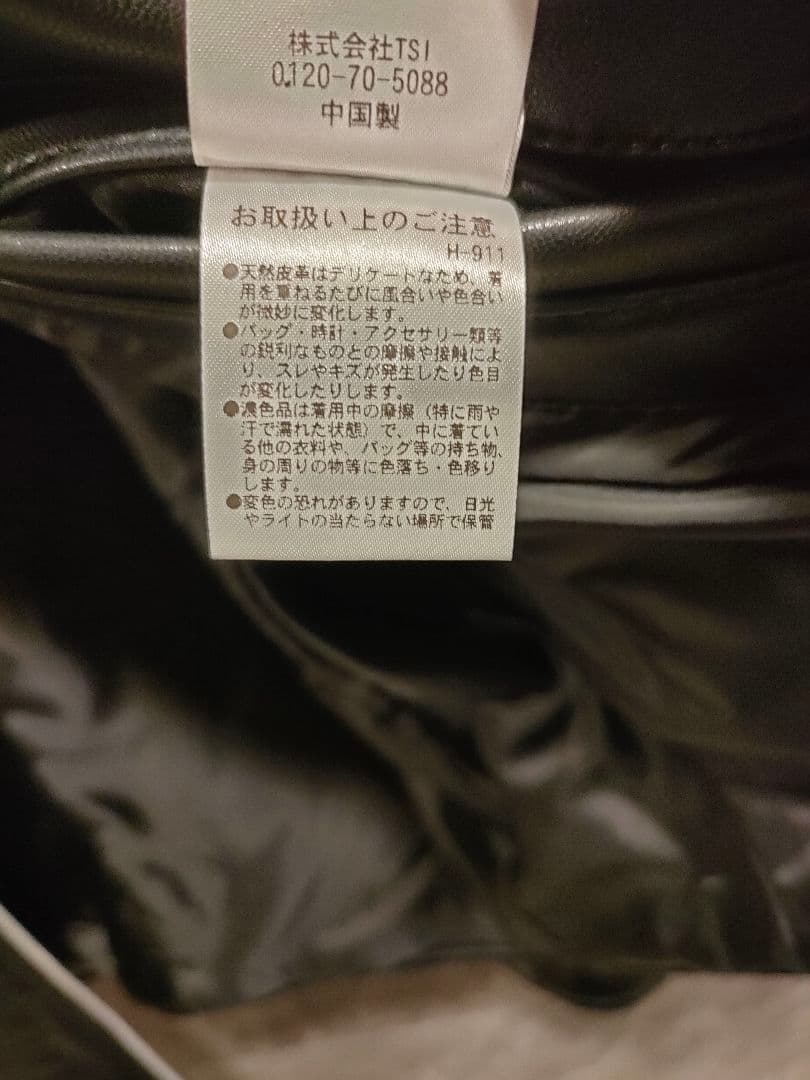 株式会社TSI
0120-70-5088
中国製
お取扱い上のご注意
H-911
●天然皮革はデリケートなため、着
用を重ねるたびに風合いや色合い
が微妙に変化します。
●バッグ・時計・アクセサリー類等
の鋭利なものとの摩擦や接触によ
り、スレやキズが発生したり色目
が変化したりします。
●濃色品は着用中の摩擦（特に雨や
汗で濡れた状態）で、中に着てい
る他の衣料や、バッグ等の持ち物、
身の周りの物等に色落ち・色移り
します。
●変色の恐れがありますので、日光
やライトの当たらない場所で保管